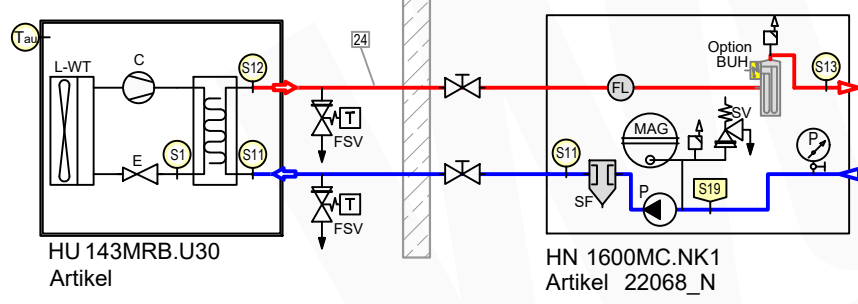 Tau
L-WT
C
S12
24
Option
BUH
S13
FL
SV
MAG
P
E
S1
S11
FSV
S11
SF
P
S19
FSV
HU 143MRB.U30
Artikel
HN 1600MC.NK1
Artikel 22068_N
T
T